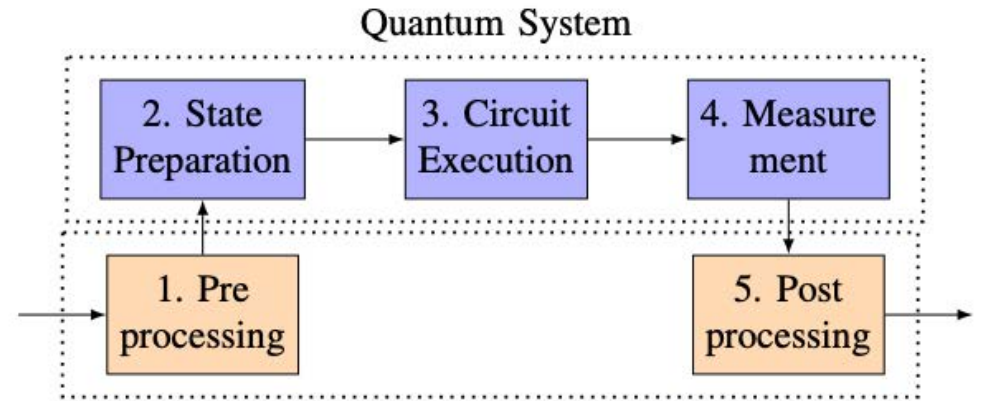 Quantum System
2. State
Preparation
3. Circuit
Execution
4. Measure
ment
1. Pre
processing
5. Post
processing